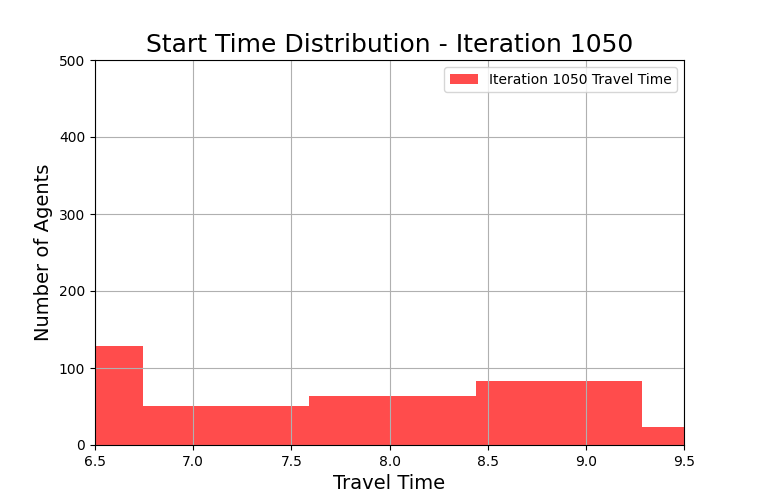 Start Time Distribution - Iteration 1050
Iteration 1050 Travel Time
Number of Agents
500
400
300
200
100
0
6.5 7.0 7.5 8.0 8.5 9.0 9.5
Travel Time